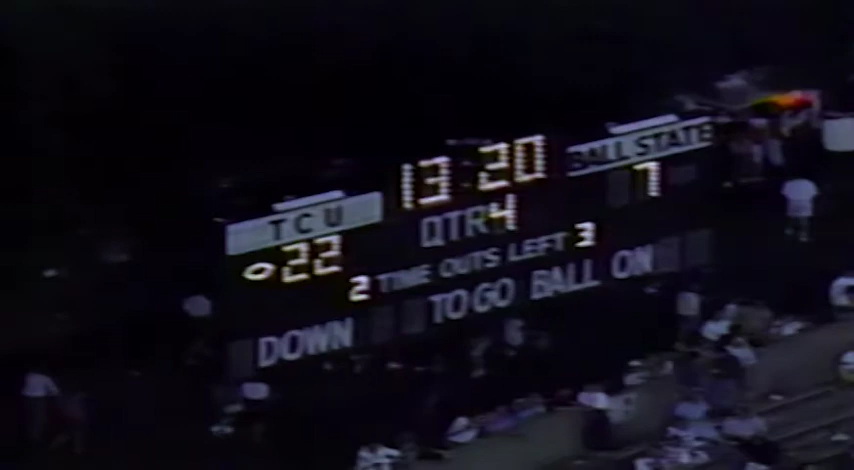 13 20 BALL STATE
TCU QTR 4 7
22
2 TIME OUTS LEFT 3
DOWN TO GO BALL ON